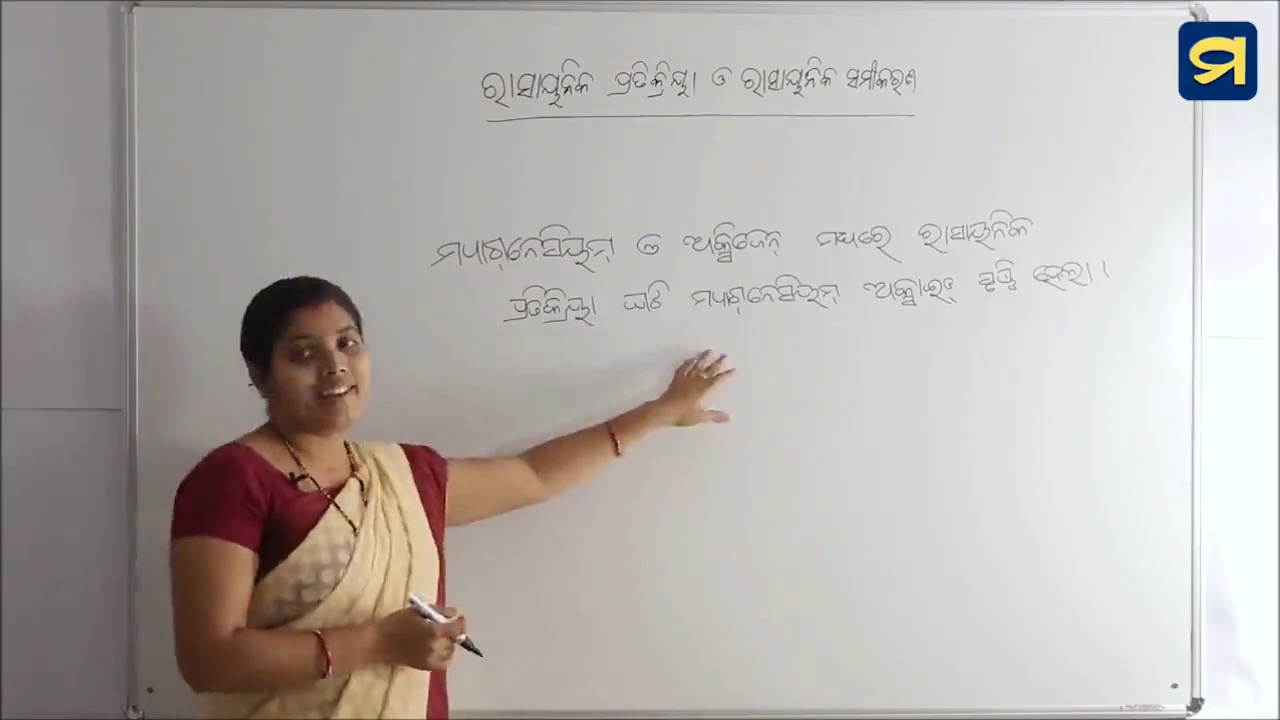 ରାସାୟନିକ ପ୍ରତିକ୍ରିୟା ଓ ରାସାୟନିକ ସମୀକରଣ
ମ୍ୟାଗ୍ନେସିୟମ୍ ଓ ଅକ୍ସିଜେନ୍ ମଧ୍ୟରେ ରାସାୟନିକ
ପ୍ରତିକ୍ରିୟା ଘଟି ମ୍ୟାଗ୍ନେସିୟମ୍ ଅକ୍ସାଇଡ୍ ସୃଷ୍ଟି ହେଲା।
ମ